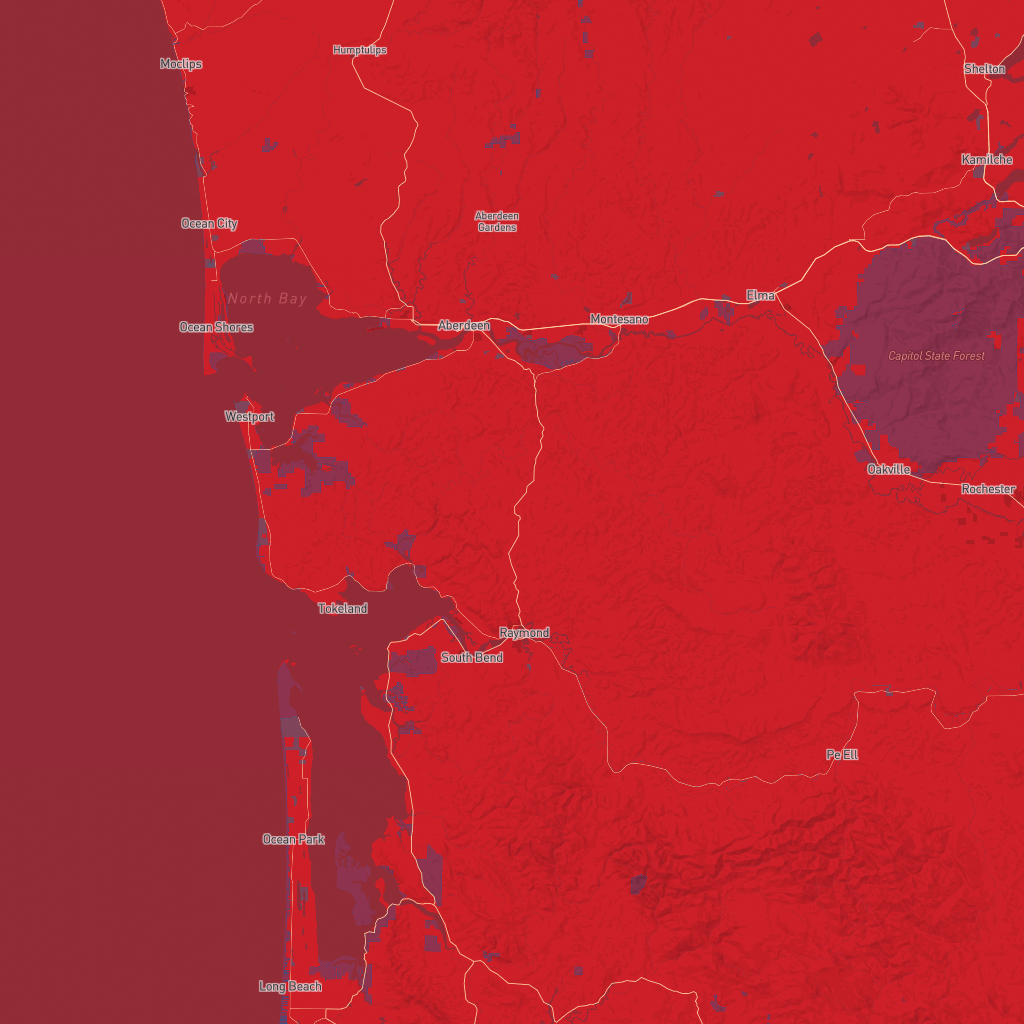 Humptulips
Moclips
Shelton
Kamilche
Aberdeen
Gardens
Ocean City
North Bay
Elma
Ocean Shores
Aberdeen
Montesano
Capitol State Forest
Westport
Oakville
Rochester
Tokeland
Raymond
South Bend
Pe Ell
Ocean Park
Long Beach